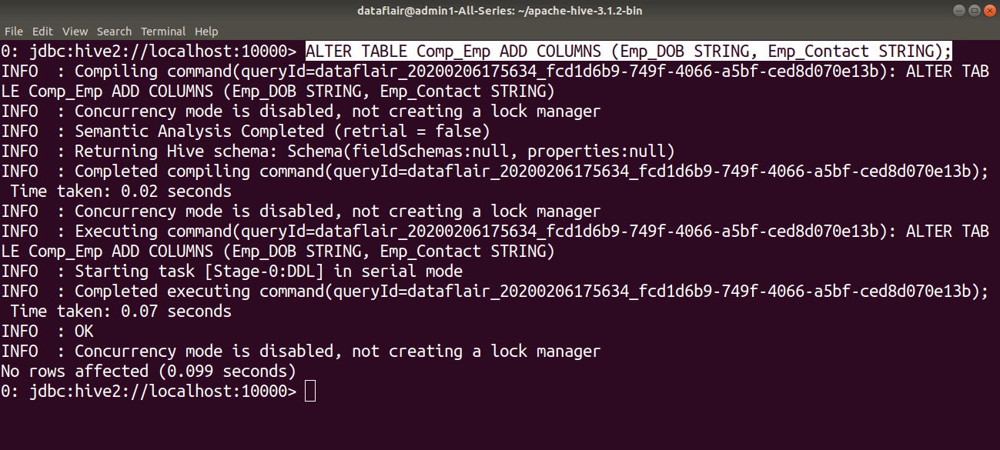 dataflair@admin1-All-Series: ~/apache-hive-3.1.2-bin
File Edit View Search Terminal Help
0: jdbc:hive2://localhost:10000> ALTER TABLE Comp_Emp ADD COLUMNS (Emp_DOB STRING, Emp_Contact STRING);
INFO  : Compiling command(queryId=dataflair_20200206175634_fcd1d6b9-749f-4066-a5bf-ced8d070e13b): ALTER TAB
LE Comp_Emp ADD COLUMNS (Emp_DOB STRING, Emp_Contact STRING)
INFO  : Concurrency mode is disabled, not creating a lock manager
INFO  : Semantic Analysis Completed (retrial = false)
INFO  : Returning Hive schema: Schema(fieldSchemas:null, properties:null)
INFO  : Completed compiling command(queryId=dataflair_20200206175634_fcd1d6b9-749f-4066-a5bf-ced8d070e13b);
 Time taken: 0.02 seconds
INFO  : Concurrency mode is disabled, not creating a lock manager
INFO  : Executing command(queryId=dataflair_20200206175634_fcd1d6b9-749f-4066-a5bf-ced8d070e13b): ALTER TAB
LE Comp_Emp ADD COLUMNS (Emp_DOB STRING, Emp_Contact STRING)
INFO  : Starting task [Stage-0:DDL] in serial mode
INFO  : Completed executing command(queryId=dataflair_20200206175634_fcd1d6b9-749f-4066-a5bf-ced8d070e13b);
 Time taken: 0.07 seconds
INFO  : OK
INFO  : Concurrency mode is disabled, not creating a lock manager
No rows affected (0.099 seconds)
0: jdbc:hive2://localhost:10000>